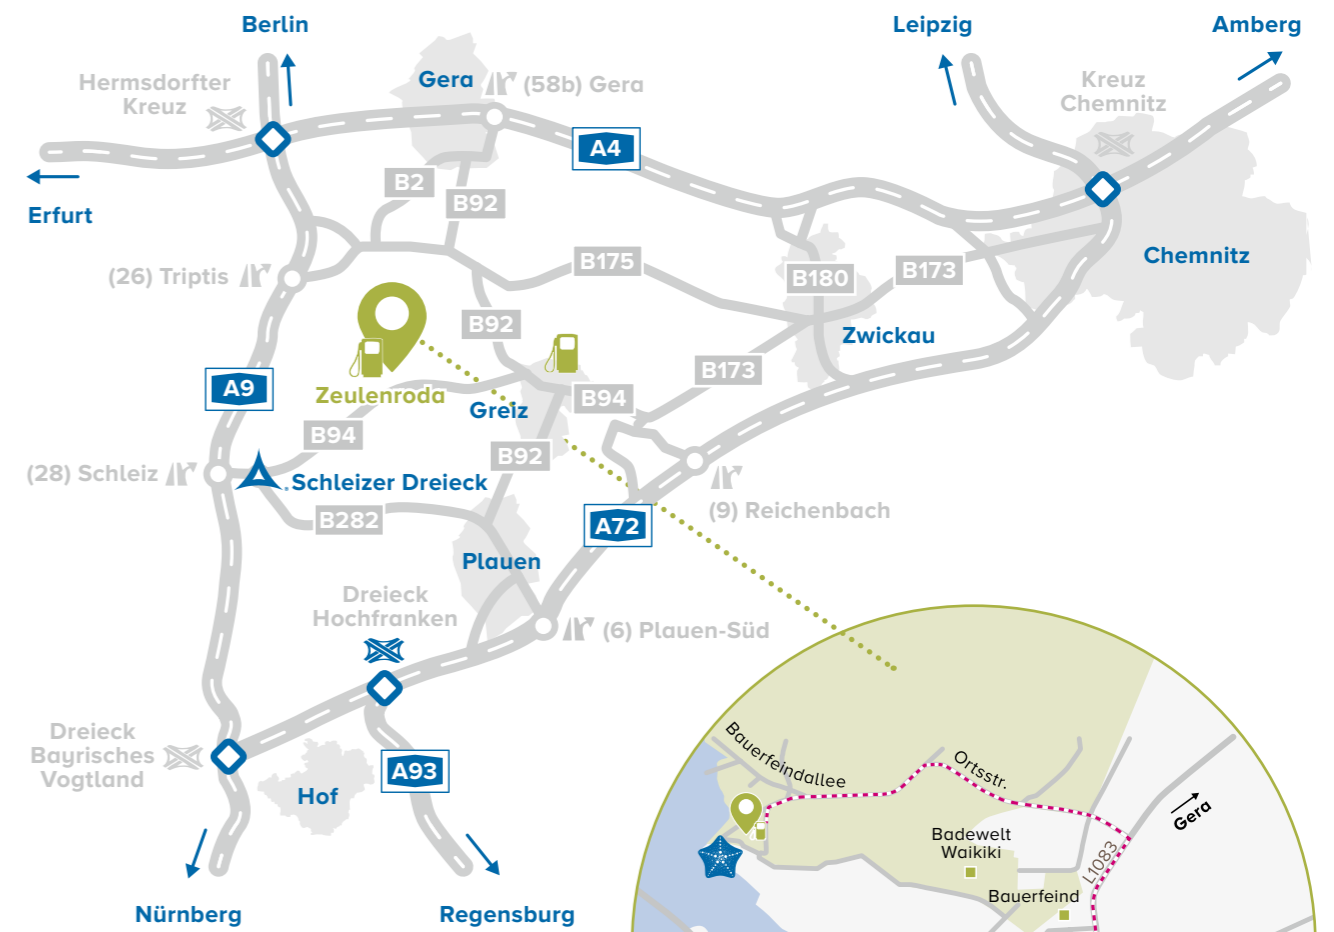 Berlin
Leipzig
Amberg
Hermsdorfter
Kreuz
Gera
(58b) Gera
Kreuz
Chemnitz
A4
B2
B92
Erfurt
(26) Triptis
B175
B180
B173
Chemnitz
B92
Zwickau
A9
Zeulenroda
Greiz
B94
B173
B94
B92
(28) Schleiz
Schleizer Dreieck
B282
A72
(9) Reichenbach
Plauen
Dreieck
Hochfranken
(6) Plauen-Süd
Dreieck
Bayrisches
Vogtland
Hof
A93
Nürnberg
Regensburg
Bauerfeindallee
Ortsstr.
Gera
Badewelt
Waikiki
L1083
Bauerfeind